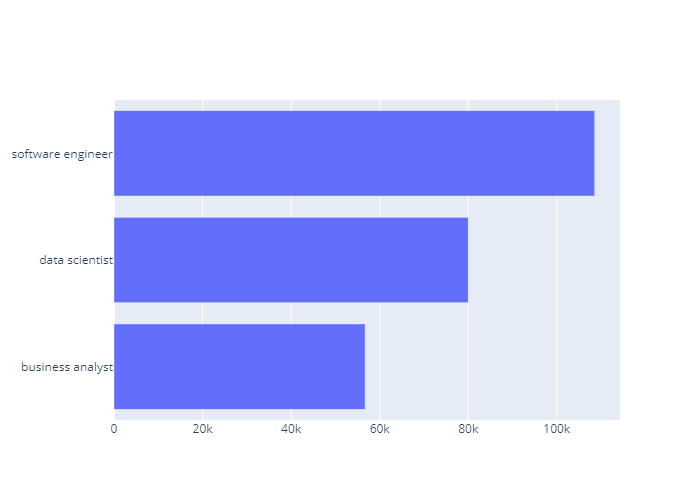 software engineer
data scientist
business analyst
0 20k 40k 60k 80k 100k